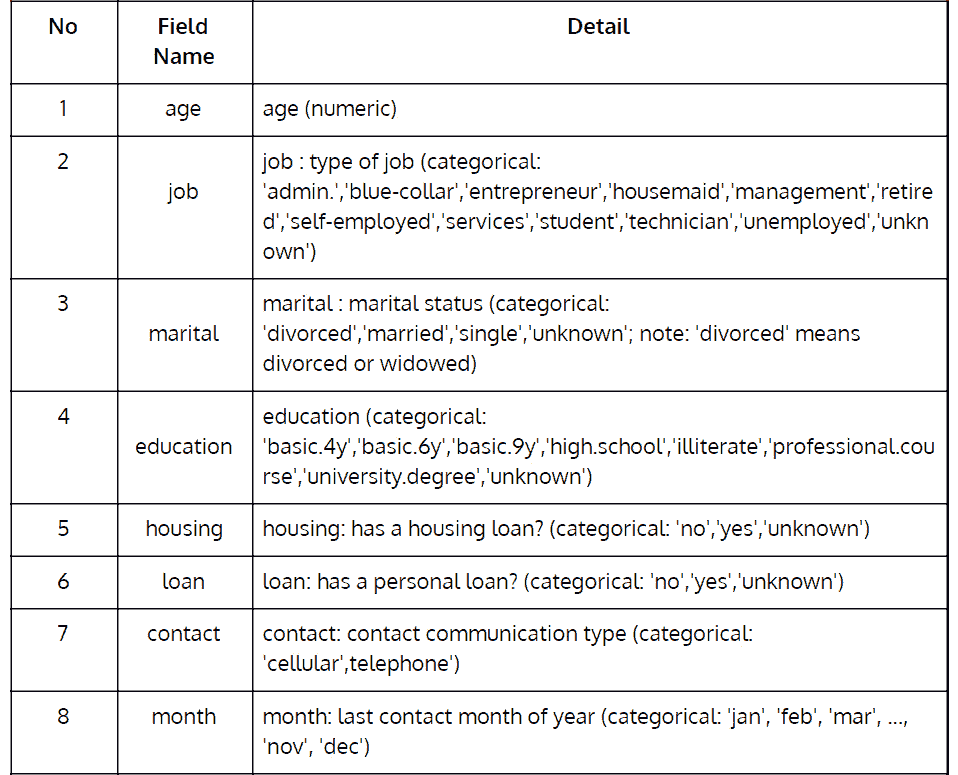 No
Field
Name
Detail
1
age
age (numeric)
2
job
job : type of job (categorical:
'admin.','blue-collar','entrepreneur','housemaid','management','retire
d','self-employed','services','student','technician','unemployed','unkn
own')
3
marital
marital : marital status (categorical:
'divorced','married','single','unknown'; note: 'divorced' means
divorced or widowed)
4
education
education (categorical:
'basic.4y','basic.6y','basic.9y','high.school','illiterate','professional.cou
rse','university.degree','unknown')
5
housing
housing: has a housing loan? (categorical: 'no','yes','unknown')
6
loan
loan: has a personal loan? (categorical: 'no','yes','unknown')
7
contact
contact: contact communication type (categorical:
'cellular',telephone')
8
month
month: last contact month of year (categorical: 'jan', 'feb', 'mar', ...,
'nov', 'dec')